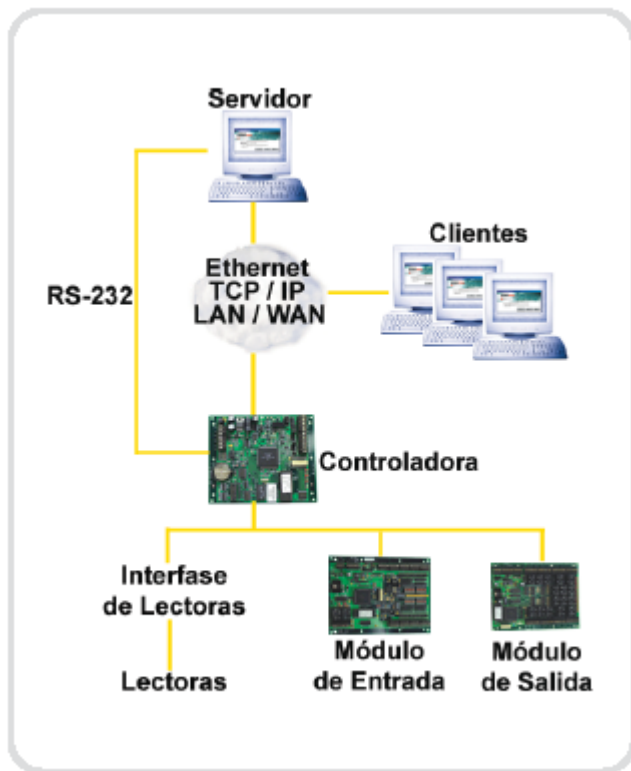 Servidor
Clientes
Ethernet
TCP / IP
LAN / WAN
RS-232
Controladora
Interfase
de Lectoras
Módulo
de Entrada
Módulo
de Salida
Lectoras